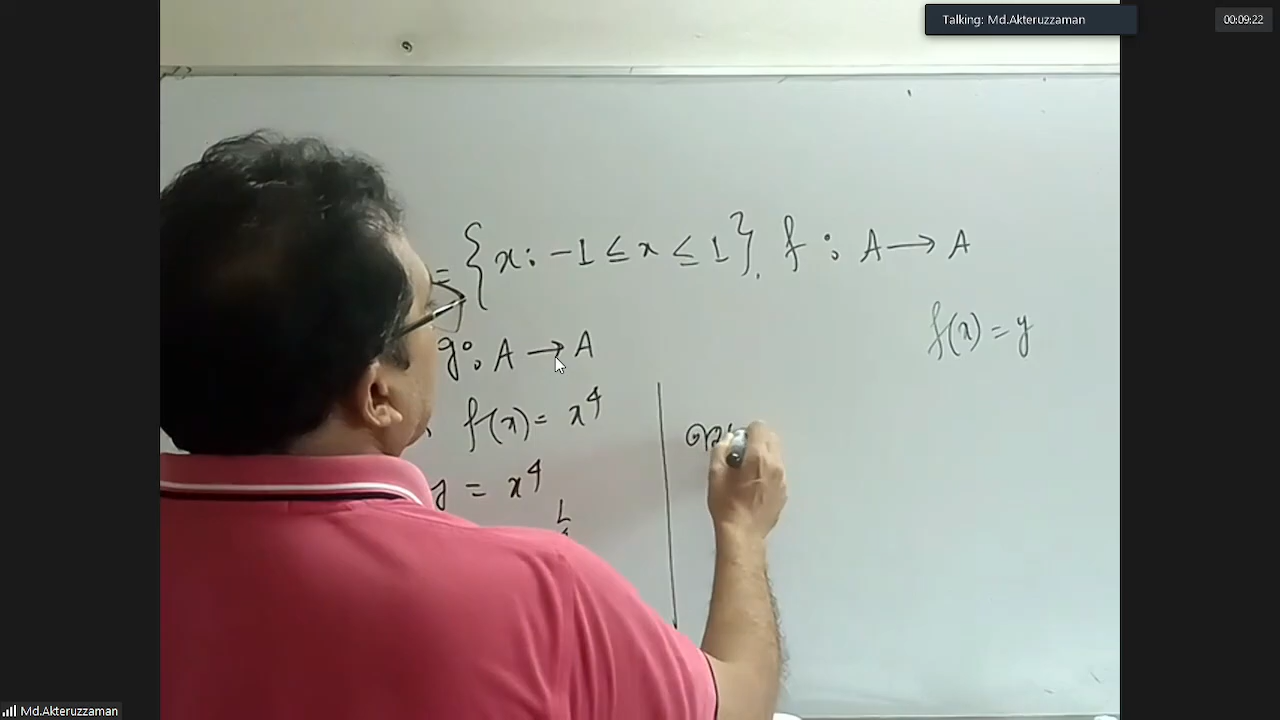 Talking: Md.Akteruzzaman
00:09:22
= {x: -1 ≤ x ≤ 1}. f : A → A
f(x) = y
g: A → A
f(x) = x⁴
y = x⁴
Md.Akteruzzaman